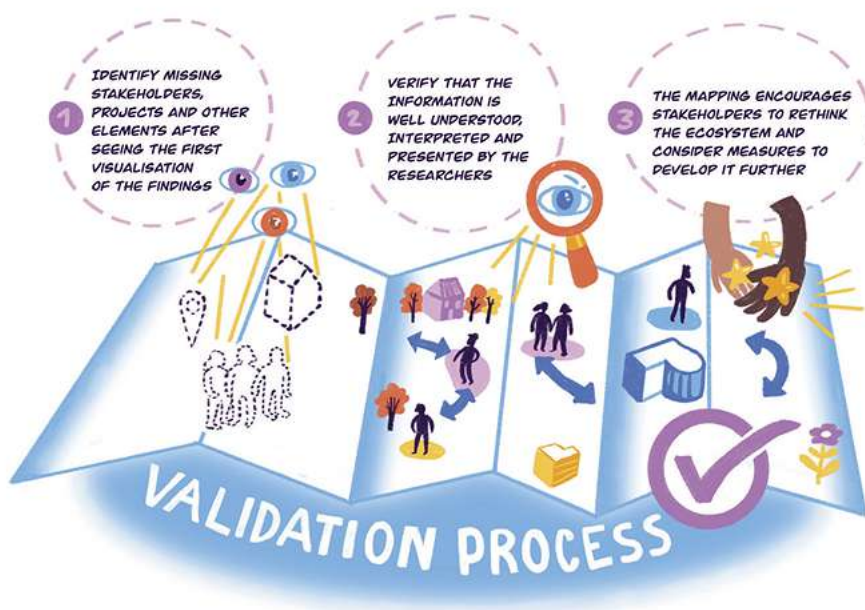 1
IDENTIFY MISSING
STAKEHOLDERS,
PROJECTS AND OTHER
ELEMENTS AFTER
SEEING THE FIRST
VISUALISATION
OF THE FINDINGS
2
VERIFY THAT THE
INFORMATION IS
WELL UNDERSTOOD,
INTERPRETED AND
PRESENTED BY THE
RESEARCHERS
3
THE MAPPING ENCOURAGES
STAKEHOLDERS TO RETHINK
THE ECOSYSTEM AND
CONSIDER MEASURES TO
DEVELOP IT FURTHER
VALIDATION PROCESS